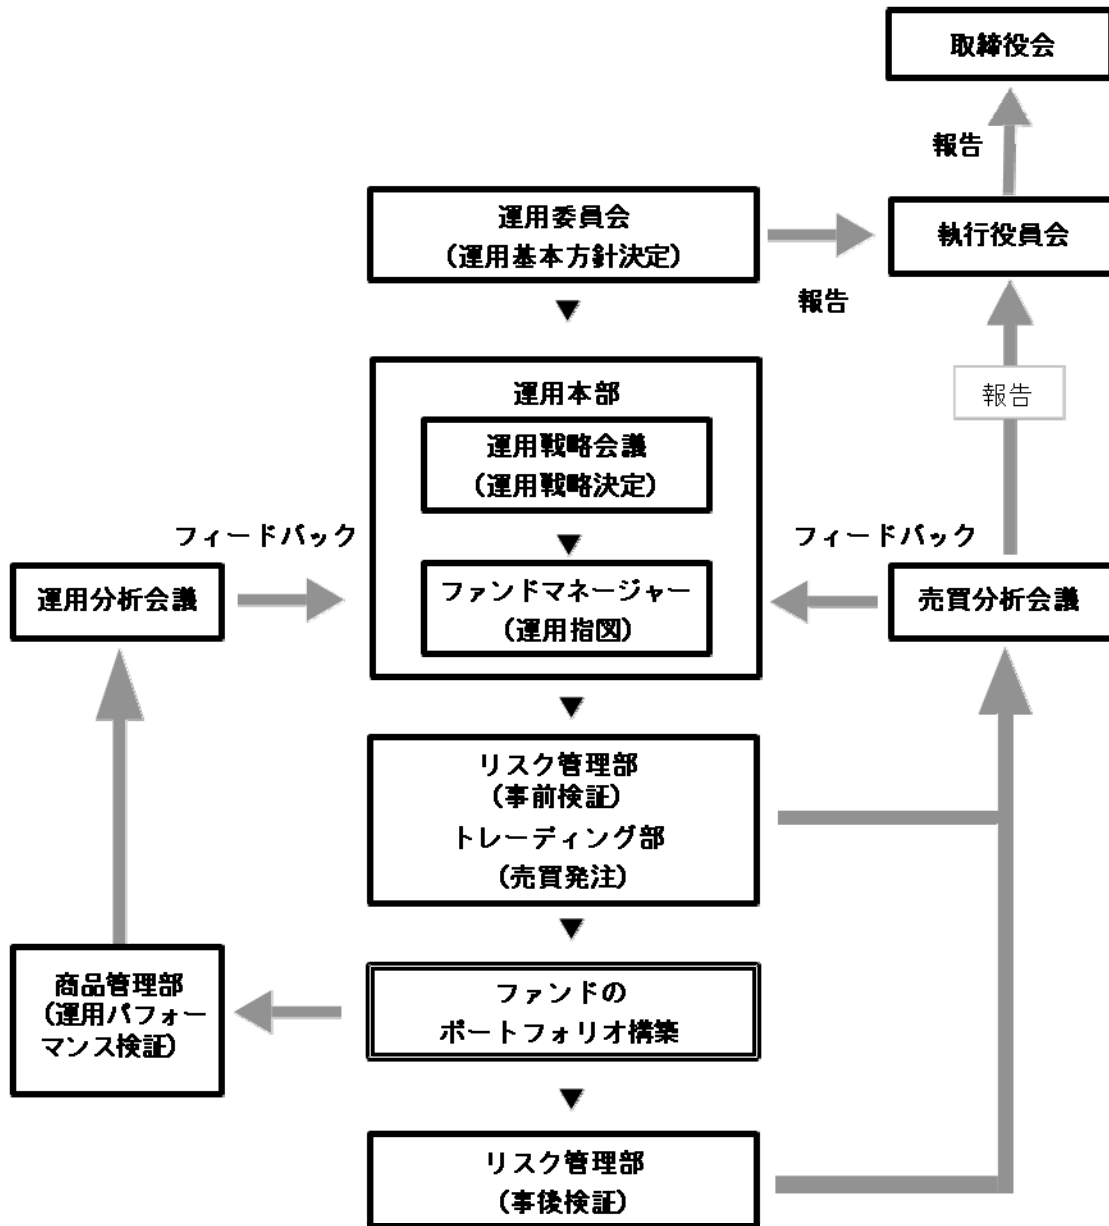 取締役会
報告
運用委員会
(運用基本方針決定)
執行役員会
報告
運用本部
報告
運用戦略会議
(運用戦略決定)
フィードバック
フィードバック
運用分析会議
ファンドマネージャー
(運用指図)
売買分析会議
リスク管理部
(事前検証)
トレーディング部
(売買発注)
商品管理部
(運用パフォー
マンス検証)
ファンドの
ポートフォリオ構築
リスク管理部
(事後検証)